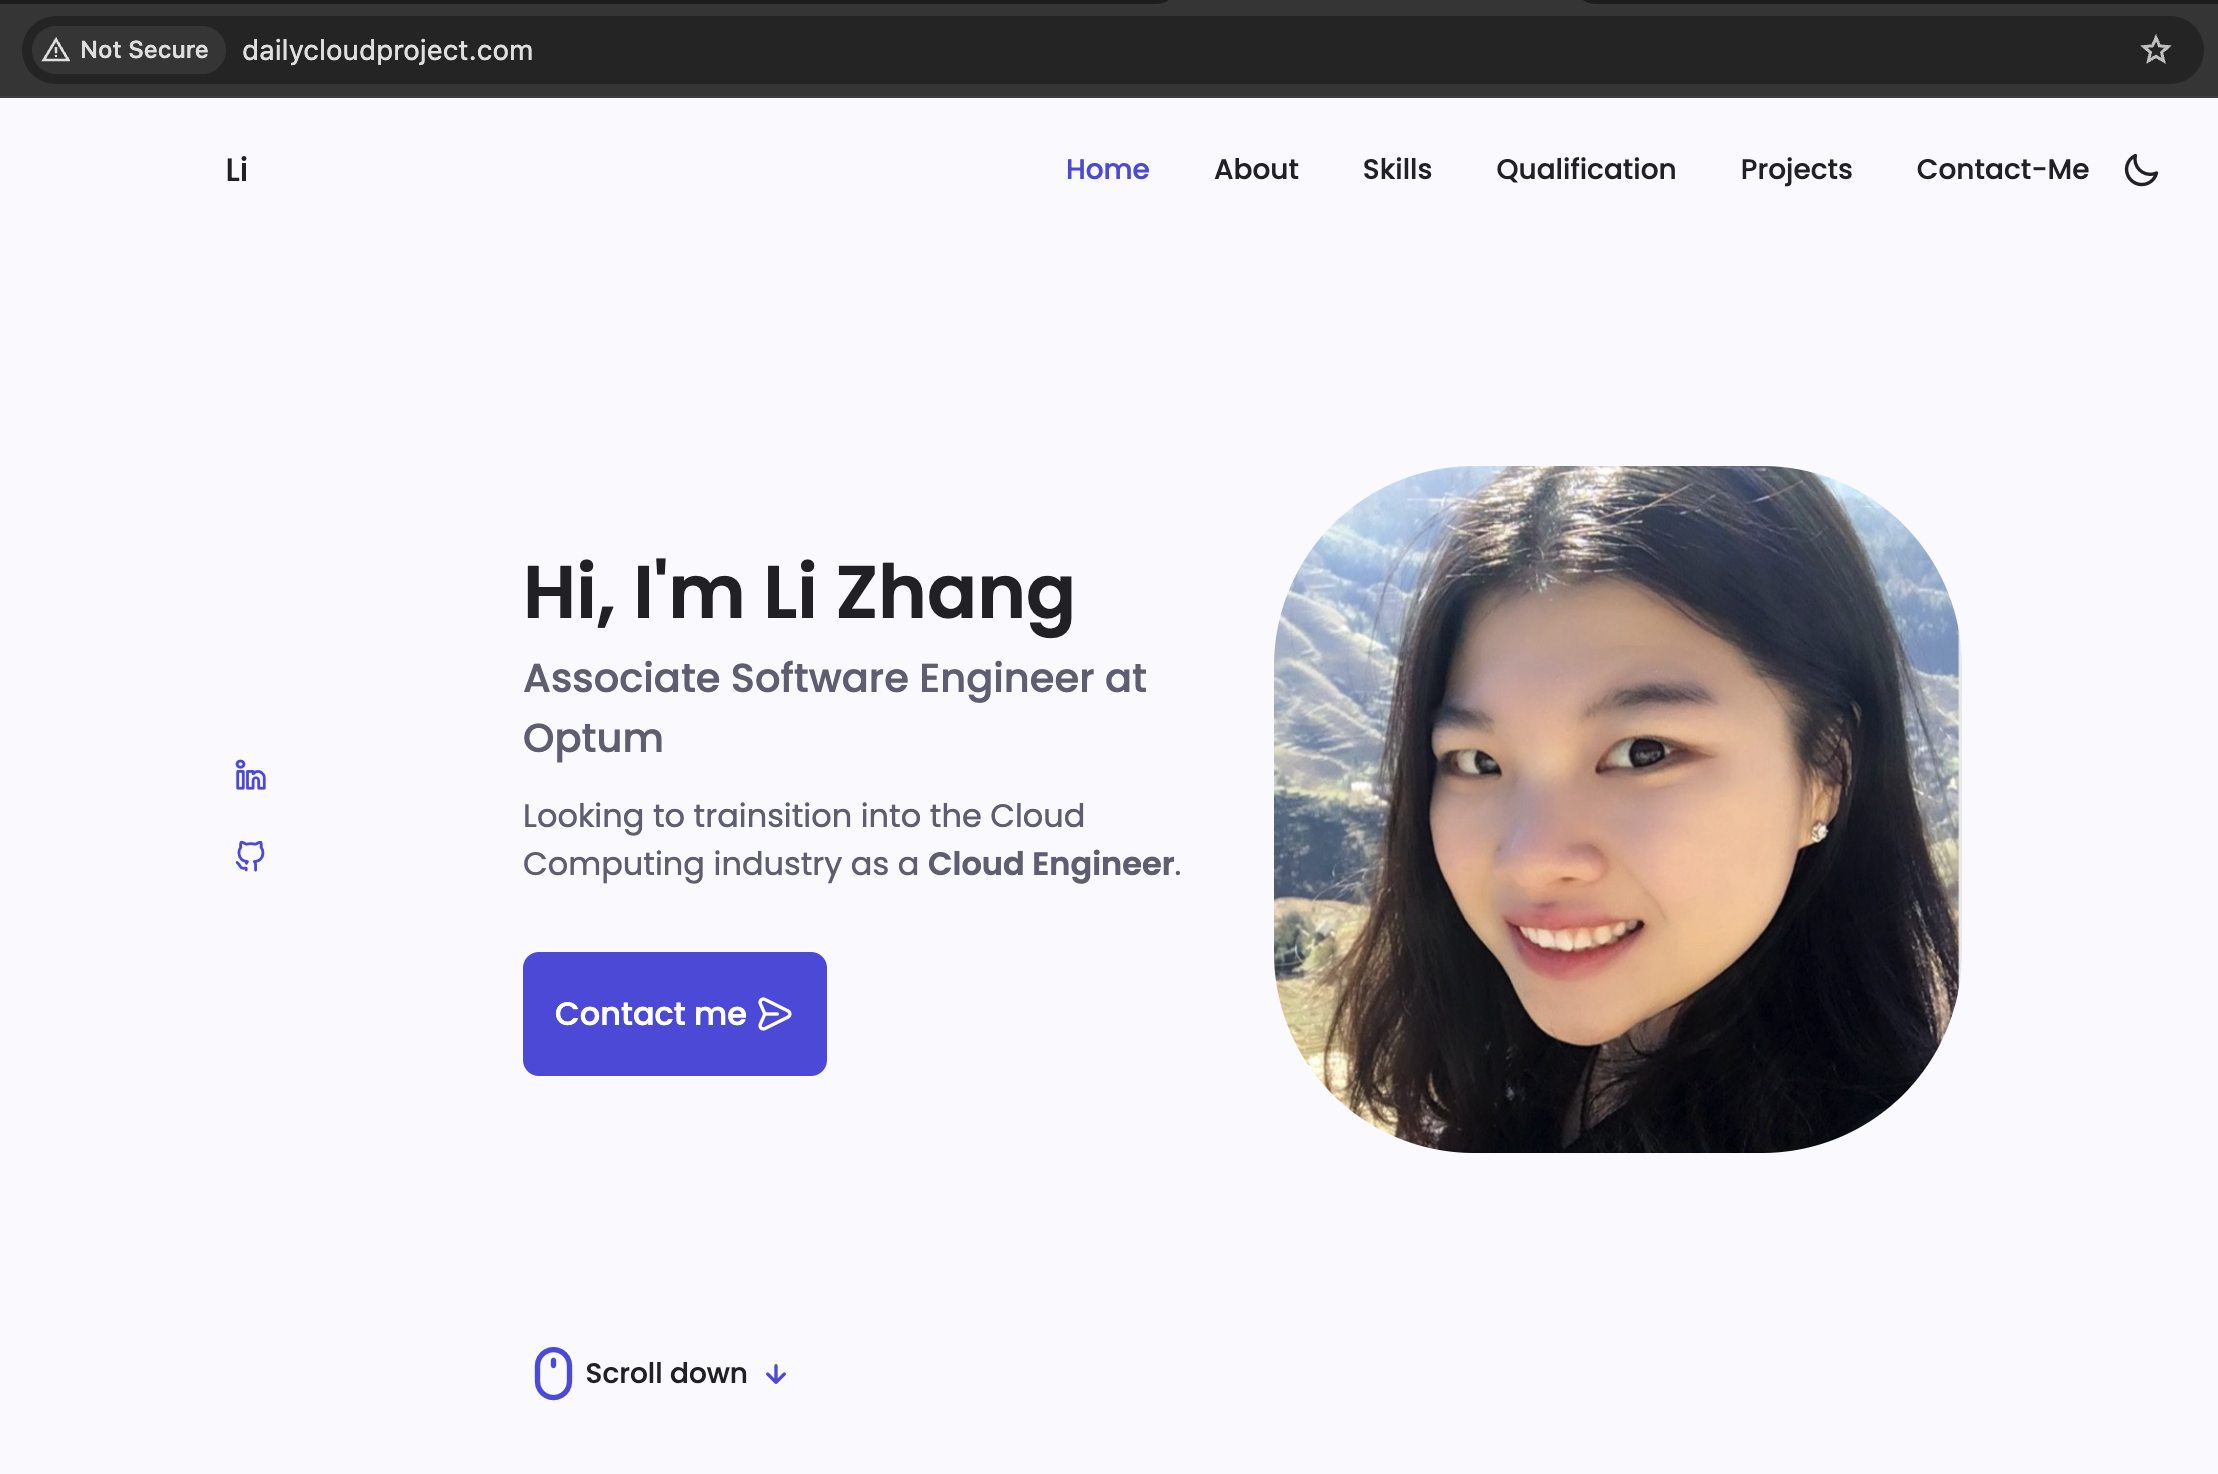 Not Secure dailycloudproject.com
Li Home About Skills Qualification Projects Contact-Me
Hi, I'm Li Zhang
Associate Software Engineer at
Optum
Looking to trainsition into the Cloud
Computing industry as a Cloud Engineer.
Contact me
Scroll down